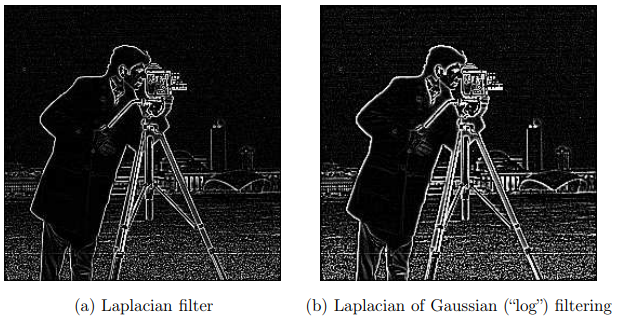 (a) Laplacian filter
(b) Laplacian of Gaussian (“log”) filtering